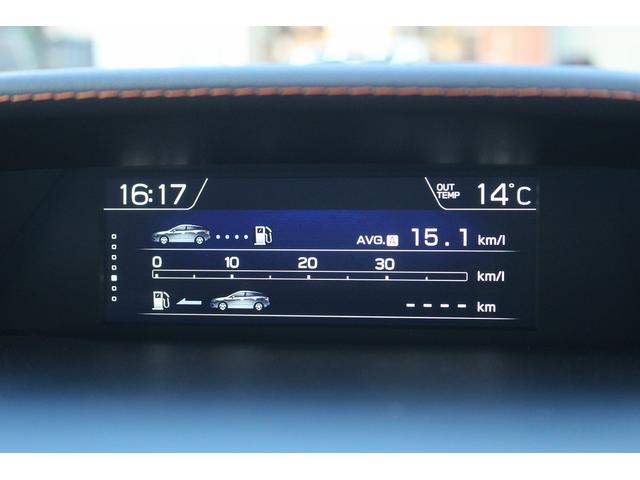 16:17
OUT TEMP 14°C
AVG. A 15.1 km/l
0 10 20 30 km/l
---- km